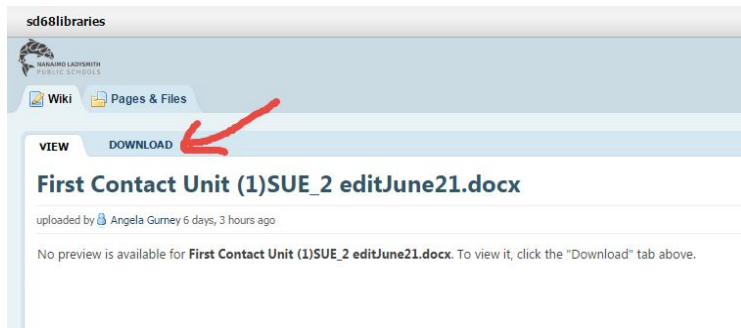 sd68libraries
NANAIMO LADYSMITH
PUBLIC SCHOOLS
Wiki
Pages & Files
VIEW
DOWNLOAD
First Contact Unit (1)SUE_2 editJune21.docx
uploaded by Angela Gurney 6 days, 3 hours ago
No preview is available for First Contact Unit (1)SUE_2 editJune21.docx. To view it, click the "Download" tab above.